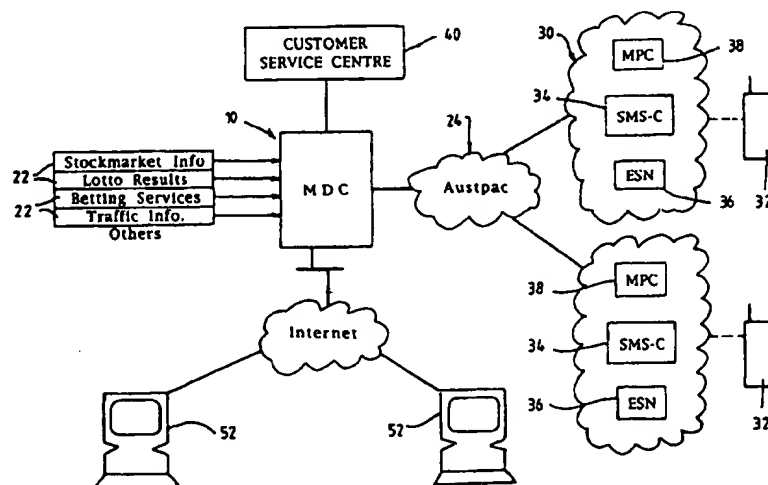 CUSTOMER
SERVICE CENTRE
40
30
MPC
38
34
SMS-C
10
24
22
Stockmarket Info
Lotto Results
Betting Services
22
Traffic Info.
Others
MDC
Austpac
ESN
36
32
38
MPC
34
SMS-C
36
ESN
32
Internet
52
52